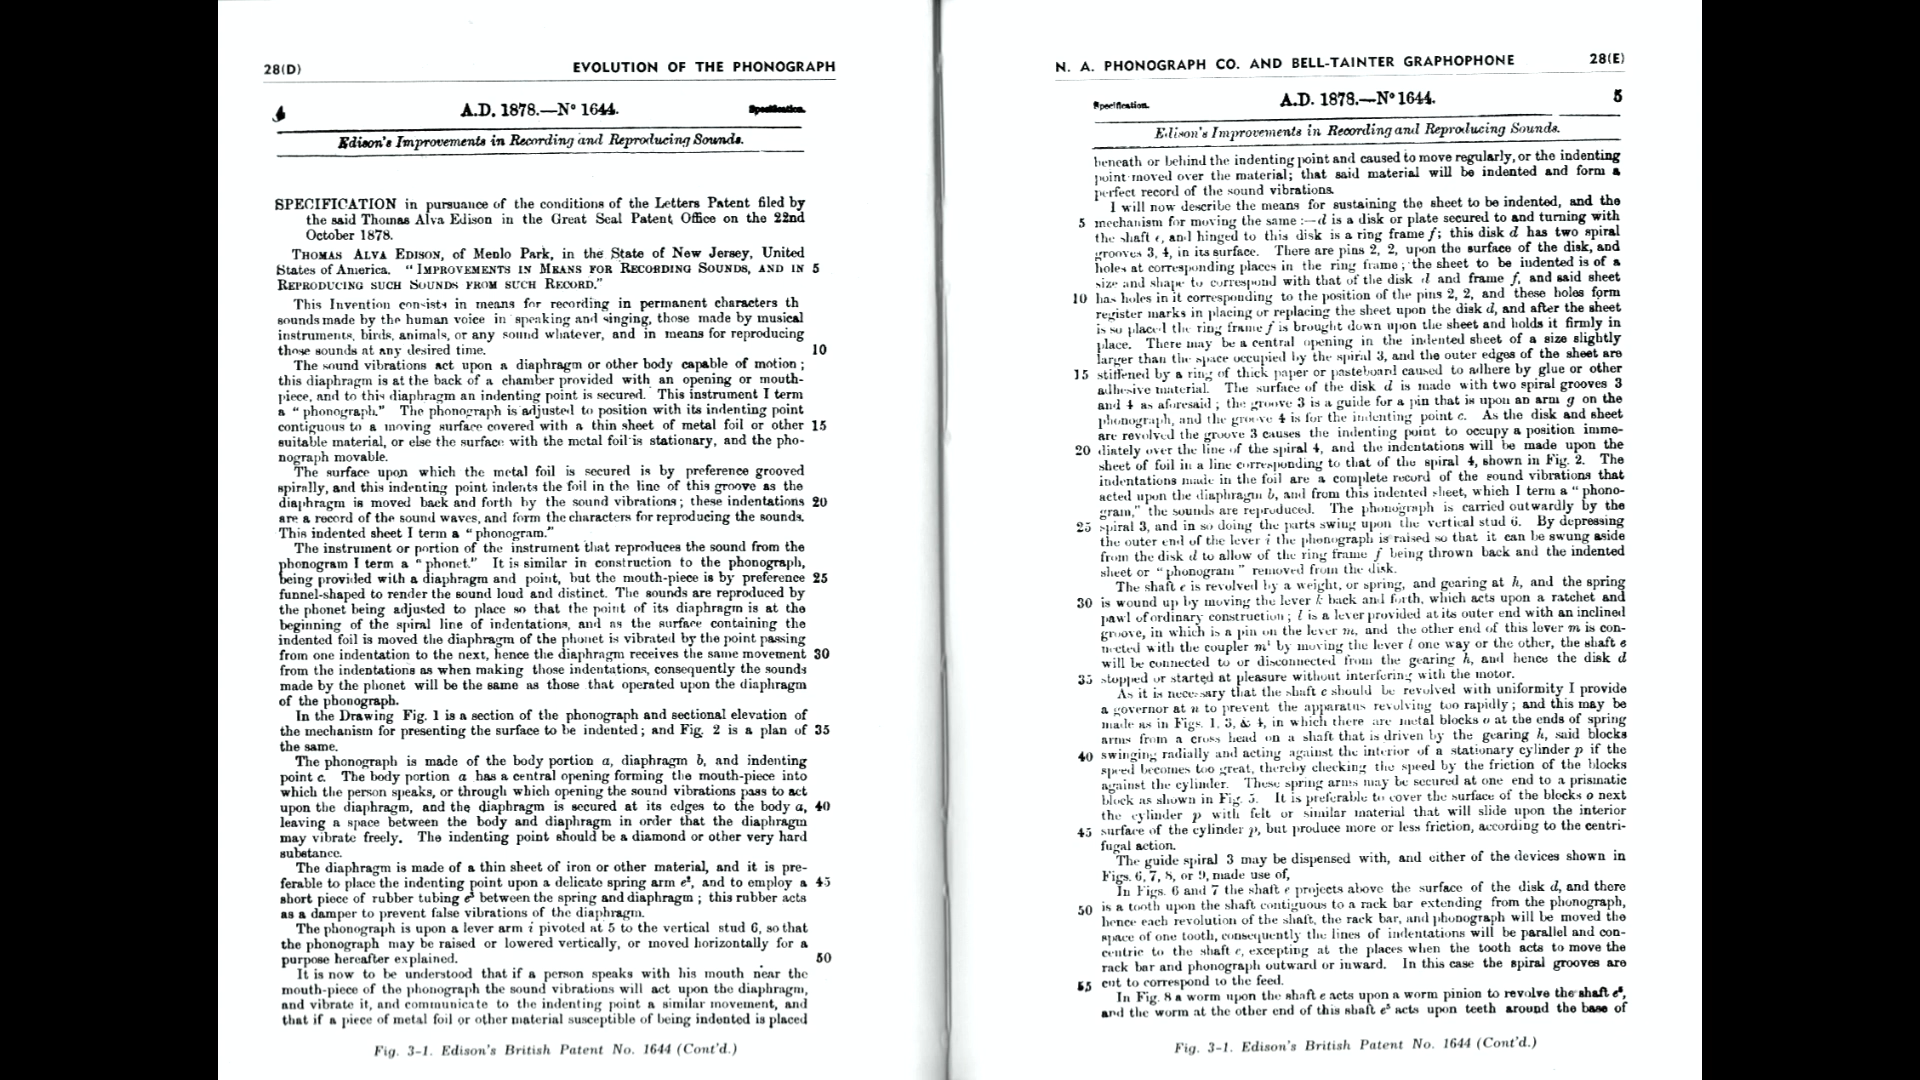 28(D) EVOLUTION OF THE PHONOGRAPH
4 A.D. 1878.—No 1644. Specification.
Edison's Improvements in Recording and Reproducing Sounds.
SPECIFICATION in pursuance of the conditions of the Letters Patent filed by
the said Thomas Alva Edison in the Great Seal Patent Office on the 22nd
October 1878.
THOMAS ALVA EDISON, of Menlo Park, in the State of New Jersey, United
States of America. "IMPROVEMENTS IN MEANS FOR RECORDING SOUNDS, AND IN 5
REPRODUCING SUCH SOUNDS FROM SUCH RECORD."
This Invention consists in means for recording in permanent characters th
sounds made by the human voice in speaking and singing, those made by musical
instruments, birds, animals, or any sound whatever, and in means for reproducing
those sounds at any desired time. 10
The sound vibrations act upon a diaphragm or other body capable of motion;
this diaphragm is at the back of a chamber provided with an opening or mouth-
piece, and to this diaphragm an indenting point is secured. This instrument I term
a "phonograph." The phonograph is adjusted to position with its indenting point
contiguous to a moving surface covered with a thin sheet of metal foil or other 15
suitable material, or else the surface with the metal foil is stationary, and the pho-
nograph movable.
The surface upon which the metal foil is secured is by preference grooved
spirally, and this indenting point indents the foil in the line of this groove as the
diaphragm is moved back and forth by the sound vibrations; these indentations 20
are a record of the sound waves, and form the characters for reproducing the sounds.
This indented sheet I term a "phonogram."
The instrument or portion of the instrument that reproduces the sound from the
phonogram I term a "phonet." It is similar in construction to the phonograph,
being provided with a diaphragm and point, but the mouth-piece is by preference 25
funnel-shaped to render the sound loud and distinct. The sounds are reproduced by
the phonet being adjusted to place so that the point of its diaphragm is at the
beginning of the spiral line of indentations, and as the surface containing the
indented foil is moved the diaphragm of the phonet is vibrated by the point passing
from one indentation to the next, hence the diaphragm receives the same movement 30
from the indentations as when making those indentations, consequently the sounds
made by the phonet will be the same as those that operated upon the diaphragm
of the phonograph.
In the Drawing Fig. 1 is a section of the phonograph and sectional elevation of
the mechanism for presenting the surface to be indented; and Fig. 2 is a plan of 35
the same.
The phonograph is made of the body portion a, diaphragm b, and indenting
point c. The body portion a has a central opening forming the mouth-piece into
which the person speaks, or through which opening the sound vibrations pass to act
upon the diaphragm, and the diaphragm is secured at its edges to the body a, 40
leaving a space between the body and diaphragm in order that the diaphragm
may vibrate freely. The indenting point should be a diamond or other very hard
substance.
The diaphragm is made of a thin sheet of iron or other material, and it is pre-
ferable to place the indenting point upon a delicate spring arm e², and to employ a 45
short piece of rubber tubing e³ between the spring and diaphragm; this rubber acts
as a damper to prevent false vibrations of the diaphragm.
The phonograph is upon a lever arm i pivoted at 5 to the vertical stud 6, so that
the phonograph may be raised or lowered vertically, or moved horizontally for a
purpose hereafter explained. 50
It is now to be understood that if a person speaks with his mouth near the
mouth-piece of the phonograph the sound vibrations will act upon the diaphragm,
and vibrate it, and communicate to the indenting point a similar movement, and
that if a piece of metal foil or other material susceptible of being indented is placed
Fig. 3-1. Edison's British Patent No. 1644 (Cont'd.)
N. A. PHONOGRAPH CO. AND BELL-TAINTER GRAPHOPHONE 28(E)
Specification. A.D. 1878.—No 1644. 5
Edison's Improvements in Recording and Reproducing Sounds.
beneath or behind the indenting point and caused to move regularly, or the indenting
point moved over the material; that said material will be indented and form a
perfect record of the sound vibrations.
I will now describe the means for sustaining the sheet to be indented, and the
5 mechanism for moving the same:—d is a disk or plate secured to and turning with
the shaft e, and hinged to this disk is a ring frame f; this disk d has two spiral
grooves 3, 4, in its surface. There are pins 2, 2, upon the surface of the disk, and
holes at corresponding places in the ring frame; the sheet to be indented is of a
size and shape to correspond with that of the disk d and frame f, and said sheet
10 has holes in it corresponding to the position of the pins 2, 2, and these holes form
register marks in placing or replacing the sheet upon the disk d, and after the sheet
is so placed the ring frame f is brought down upon the sheet and holds it firmly in
place. There may be a central opening in the indented sheet of a size slightly
larger than the space occupied by the spiral 3, and the outer edges of the sheet are
15 stiffened by a ring of thick paper or pasteboard caused to adhere by glue or other
adhesive material. The surface of the disk d is made with two spiral grooves 3
and 4 as aforesaid; the groove 3 is a guide for a pin that is upon an arm g on the
phonograph, and the groove 4 is for the indenting point c. As the disk and sheet
are revolved the groove 3 causes the indenting point to occupy a position imme-
20 diately over the line of the spiral 4, and the indentations will be made upon the
sheet of foil in a line corresponding to that of the spiral 4, shown in Fig. 2. The
indentations made in the foil are a complete record of the sound vibrations that
acted upon the diaphragm b, and from this indented sheet, which I term a "phono-
gram," the sounds are reproduced. The phonograph is carried outwardly by the
25 spiral 3, and in so doing the parts swing upon the vertical stud 6. By depressing
the outer end of the lever i the phonograph is raised so that it can be swung aside
from the disk d to allow of the ring frame f being thrown back and the indented
sheet or "phonogram" removed from the disk.
The shaft e is revolved by a weight, or spring, and gearing at h, and the spring
30 is wound up by moving the lever k back and forth, which acts upon a ratchet and
pawl of ordinary construction; l is a lever provided at its outer end with an inclined
groove, in which is a pin on the lever m, and the other end of this lever m is con-
nected with the coupler m¹ by moving the lever l one way or the other, the shaft e
will be connected to or disconnected from the gearing h, and hence the disk d
35 stopped or started at pleasure without interfering with the motor.
As it is necessary that the shaft e should be revolved with uniformity I provide
a governor at n to prevent the apparatus revolving too rapidly; and this may be
made as in Figs. 1, 3, & 4, in which there are metal blocks o at the ends of spring
arms from a cross head on a shaft that is driven by the gearing h, said blocks
40 swinging radially and acting against the interior of a stationary cylinder p if the
speed becomes too great, thereby checking the speed by the friction of the blocks
against the cylinder. These spring arms may be secured at one end to a prismatic
block as shown in Fig. 5. It is preferable to cover the surface of the blocks o next
the cylinder p with felt or similar material that will slide upon the interior
45 surface of the cylinder p, but produce more or less friction, according to the centri-
fugal action.
The guide spiral 3 may be dispensed with, and either of the devices shown in
Figs. 6, 7, 8, or 9, made use of,
In Figs. 6 and 7 the shaft e projects above the surface of the disk d, and there
50 is a tooth upon the shaft contiguous to a rack bar extending from the phonograph,
hence each revolution of the shaft, the rack bar, and phonograph will be moved the
space of one tooth, consequently the lines of indentations will be parallel and con-
centric to the shaft e, excepting at the places when the tooth acts to move the
rack bar and phonograph outward or inward. In this case the spiral grooves are
55 cut to correspond to the feed.
In Fig. 8 a worm upon the shaft e acts upon a worm pinion to revolve the shaft e⁵,
and the worm at the other end of this shaft e⁵ acts upon teeth around the base of
Fig. 3-1. Edison's British Patent No. 1644 (Cont'd.)